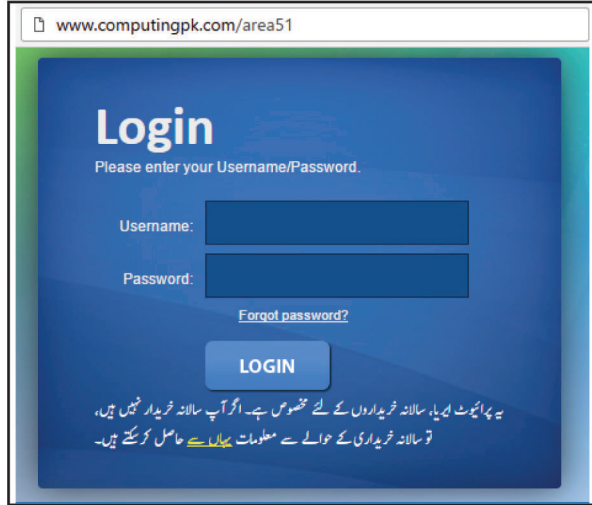 www.computingpk.com/area51
Login
Please enter your Username/Password.
Username:
Password:
Forgot password?
LOGIN
یہ پرائیوٹ ایریا، سالانہ خریداروں کے لئے مخصوص ہے۔ اگر آپ سالانہ خریدار نہیں ہیں،
تو سالانہ خریداری کے حوالے سے معلومات یہاں سے حاصل کرسکتے ہیں۔